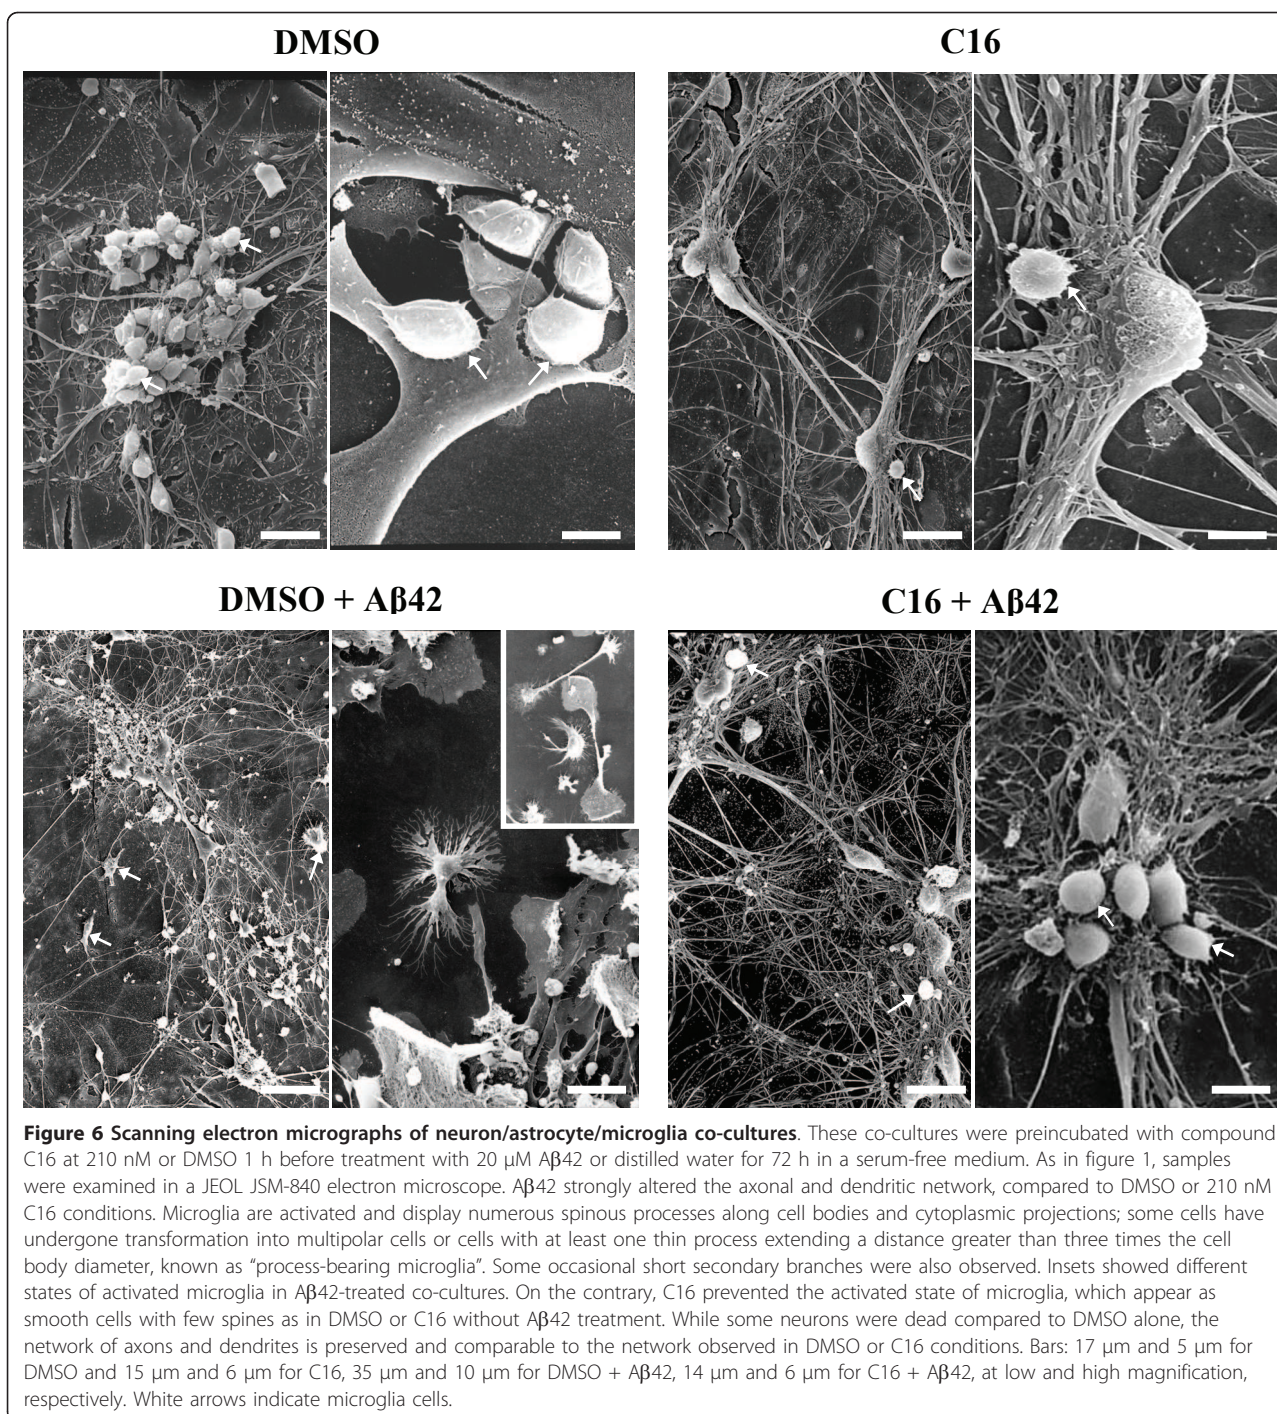 DMSO
C16
DMSO + Aβ42
C16 + Aβ42
Figure 6 Scanning electron micrographs of neuron/astrocyte/microglia co-cultures. These co-cultures were preincubated with compound
C16 at 210 nM or DMSO 1 h before treatment with 20 μM Aβ42 or distilled water for 72 h in a serum-free medium. As in figure 1, samples
were examined in a JEOL JSM-840 electron microscope. Aβ42 strongly altered the axonal and dendritic network, compared to DMSO or 210 nM
C16 conditions. Microglia are activated and display numerous spinous processes along cell bodies and cytoplasmic projections; some cells have
undergone transformation into multipolar cells or cells with at least one thin process extending a distance greater than three times the cell
body diameter, known as “process-bearing microglia”. Some occasional short secondary branches were also observed. Insets showed different
states of activated microglia in Aβ42-treated co-cultures. On the contrary, C16 prevented the activated state of microglia, which appear as
smooth cells with few spines as in DMSO or C16 without Aβ42 treatment. While some neurons were dead compared to DMSO alone, the
network of axons and dendrites is preserved and comparable to the network observed in DMSO or C16 conditions. Bars: 17 μm and 5 μm for
DMSO and 15 μm and 6 μm for C16, 35 μm and 10 μm for DMSO + Aβ42, 14 μm and 6 μm for C16 + Aβ42, at low and high magnification,
respectively. White arrows indicate microglia cells.